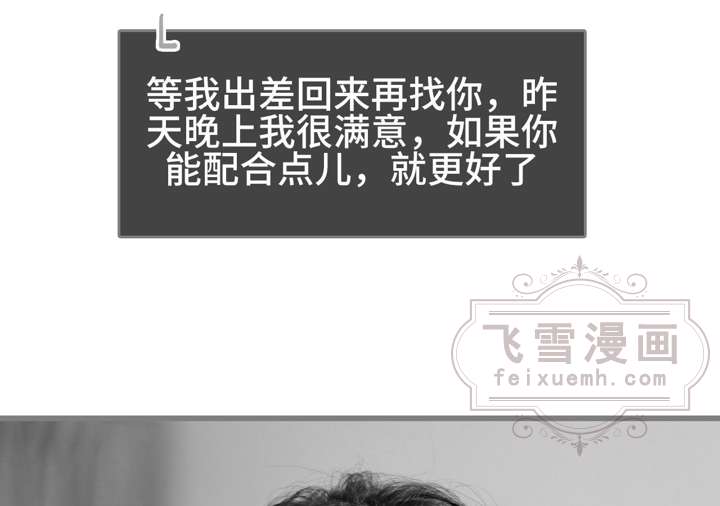 等我出差回来再找你，昨
天晚上我很满意，如果你
能配合点儿，就更好了
飞雪漫画
feixuemh.com